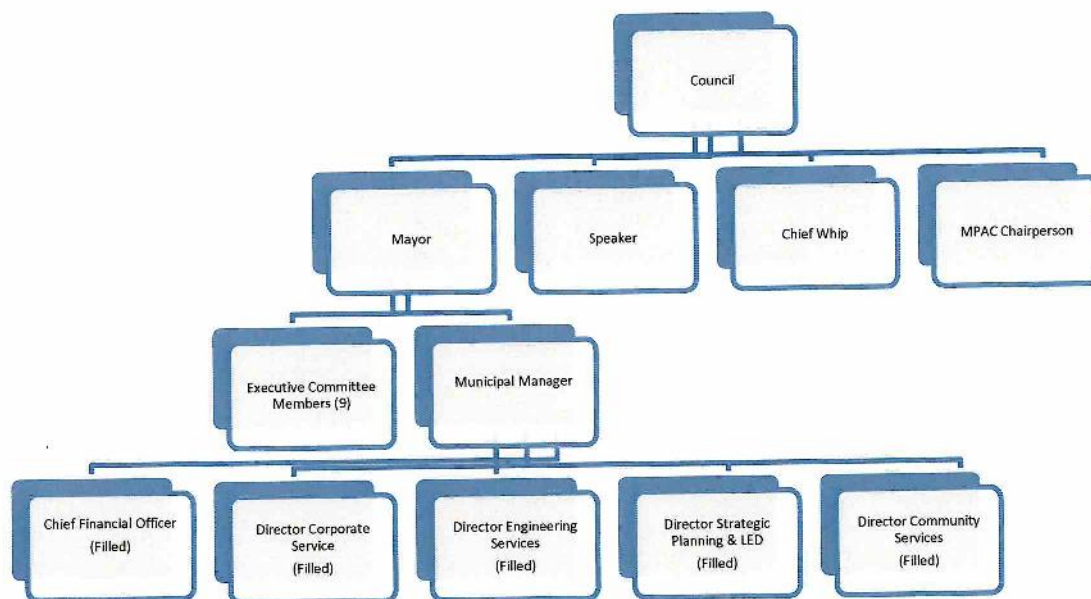 Council
Mayor
Speaker
Chief Whip
MPAC Chairperson
Executive Committee
Members (9)
Municipal Manager
Chief Financial Officer
(Filled)
Director Corporate
Service
(Filled)
Director Engineering
Services
(Filled)
Director Strategic
Planning & LED
(Filled)
Director Community
Services
(Filled)